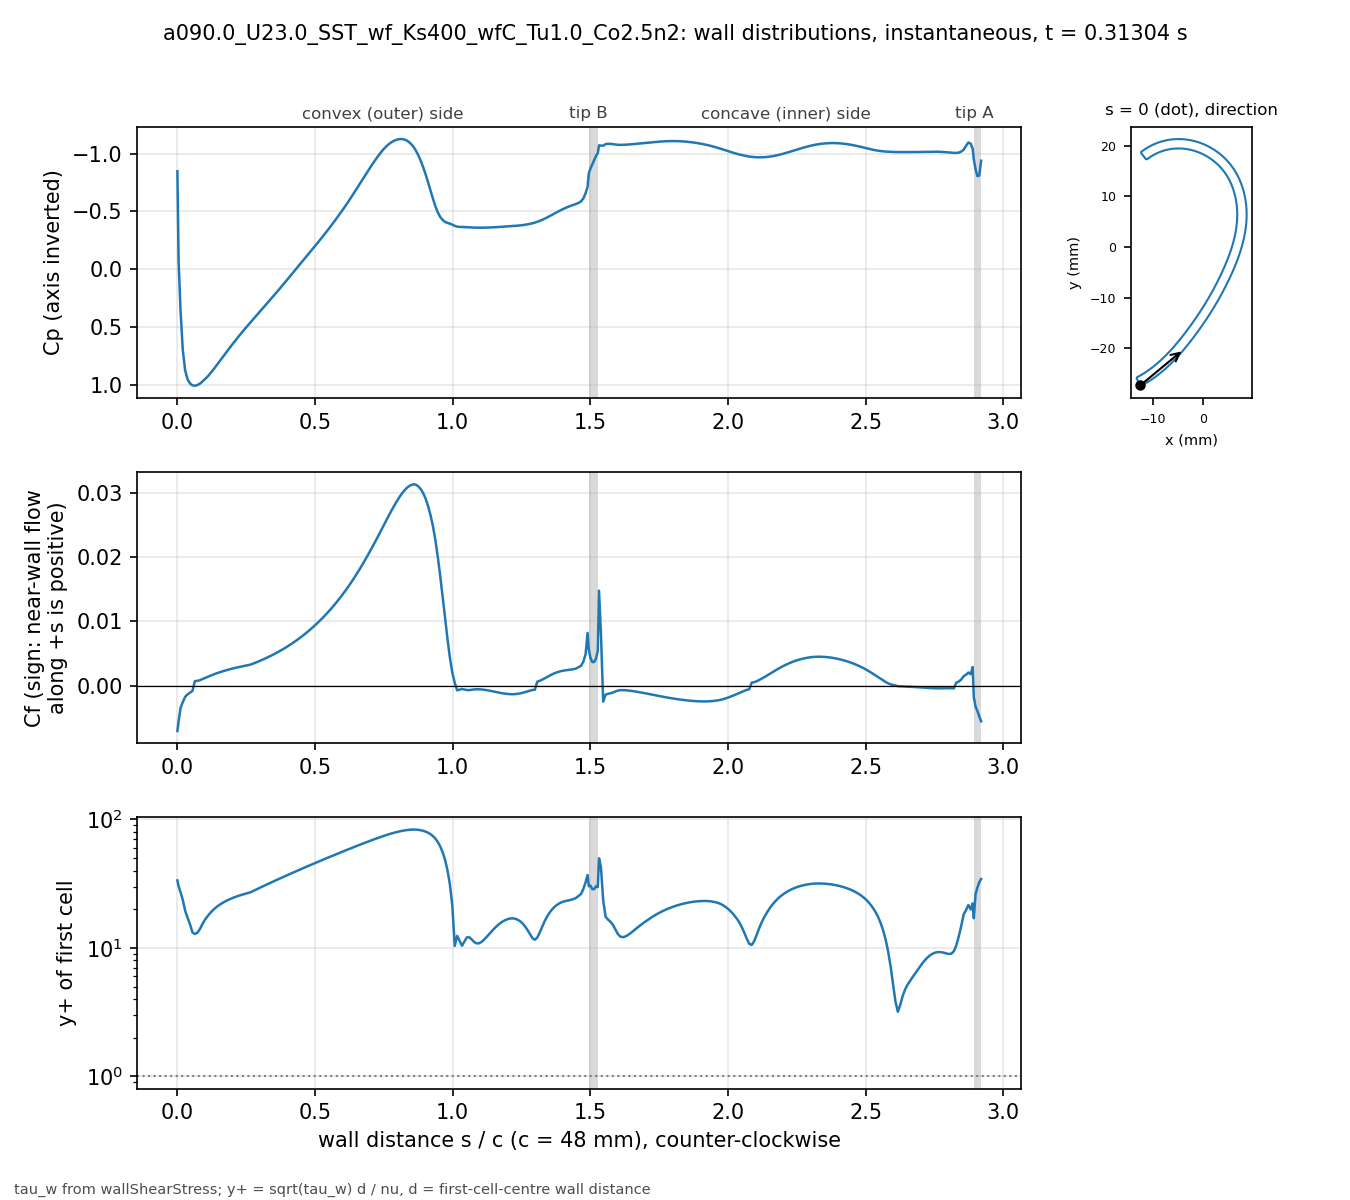 a090.0_U23.0_SST_wf_Ks400_wfC_Tu1.0_Co2.5n2: wall distributions, instantaneous, t = 0.31304 s
convex (outer) side
tip B
concave (inner) side
tip A
s = 0 (dot), direction
Cp (axis inverted)
−1.0
−0.5
0.0
0.5
1.0
0.0
0.5
1.0
1.5
2.0
2.5
3.0
y (mm)
20
10
0
−10
−20
−10
0
x (mm)
Cf (sign: near-wall flow
along +s is positive)
0.03
0.02
0.01
0.00
0.0
0.5
1.0
1.5
2.0
2.5
3.0
y+ of first cell
10²
10¹
10⁰
0.0
0.5
1.0
1.5
2.0
2.5
3.0
wall distance s / c (c = 48 mm), counter-clockwise
tau_w from wallShearStress; y+ = sqrt(tau_w) d / nu, d = first-cell-centre wall distance